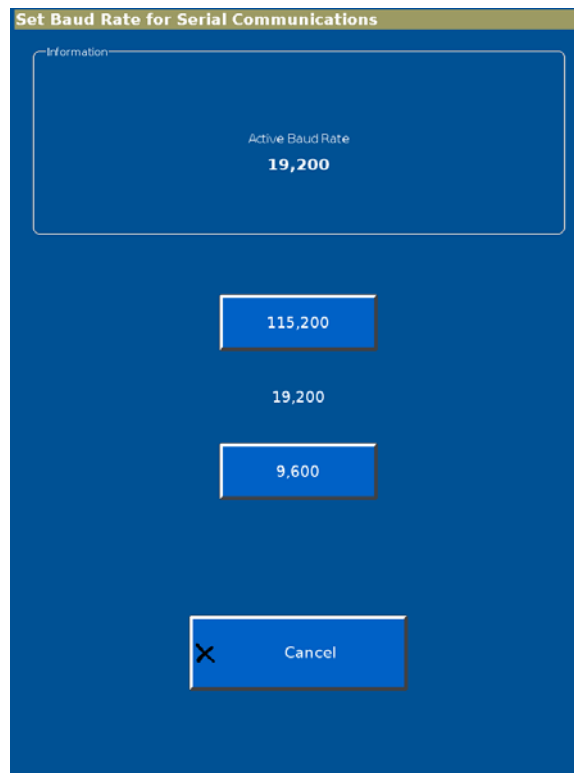 Set Baud Rate for Serial Communications
Information
Active Baud Rate
19,200
115,200
19,200
9,600
Cancel